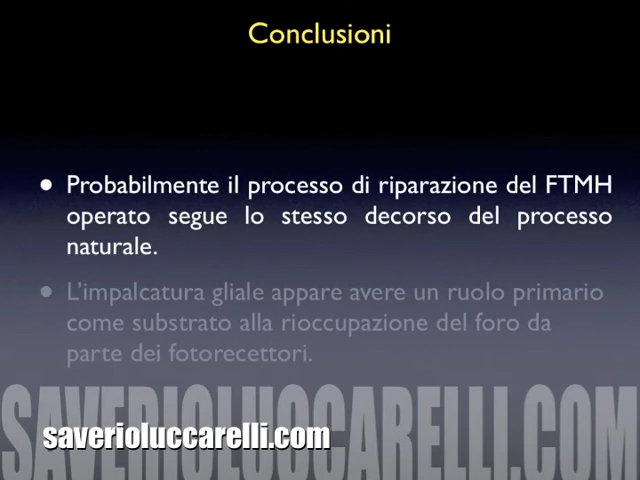 Conclusioni
• Probabilmente il processo di riparazione del FTMH
operato segue lo stesso decorso del processo
naturale.
• L'impalcatura gliale appare avere un ruolo primario
come substrato alla rioccupazione del foro da
parte dei fotorecettori.
SAVERIOLUCCARELLI.COM
saverioluccarelli.com